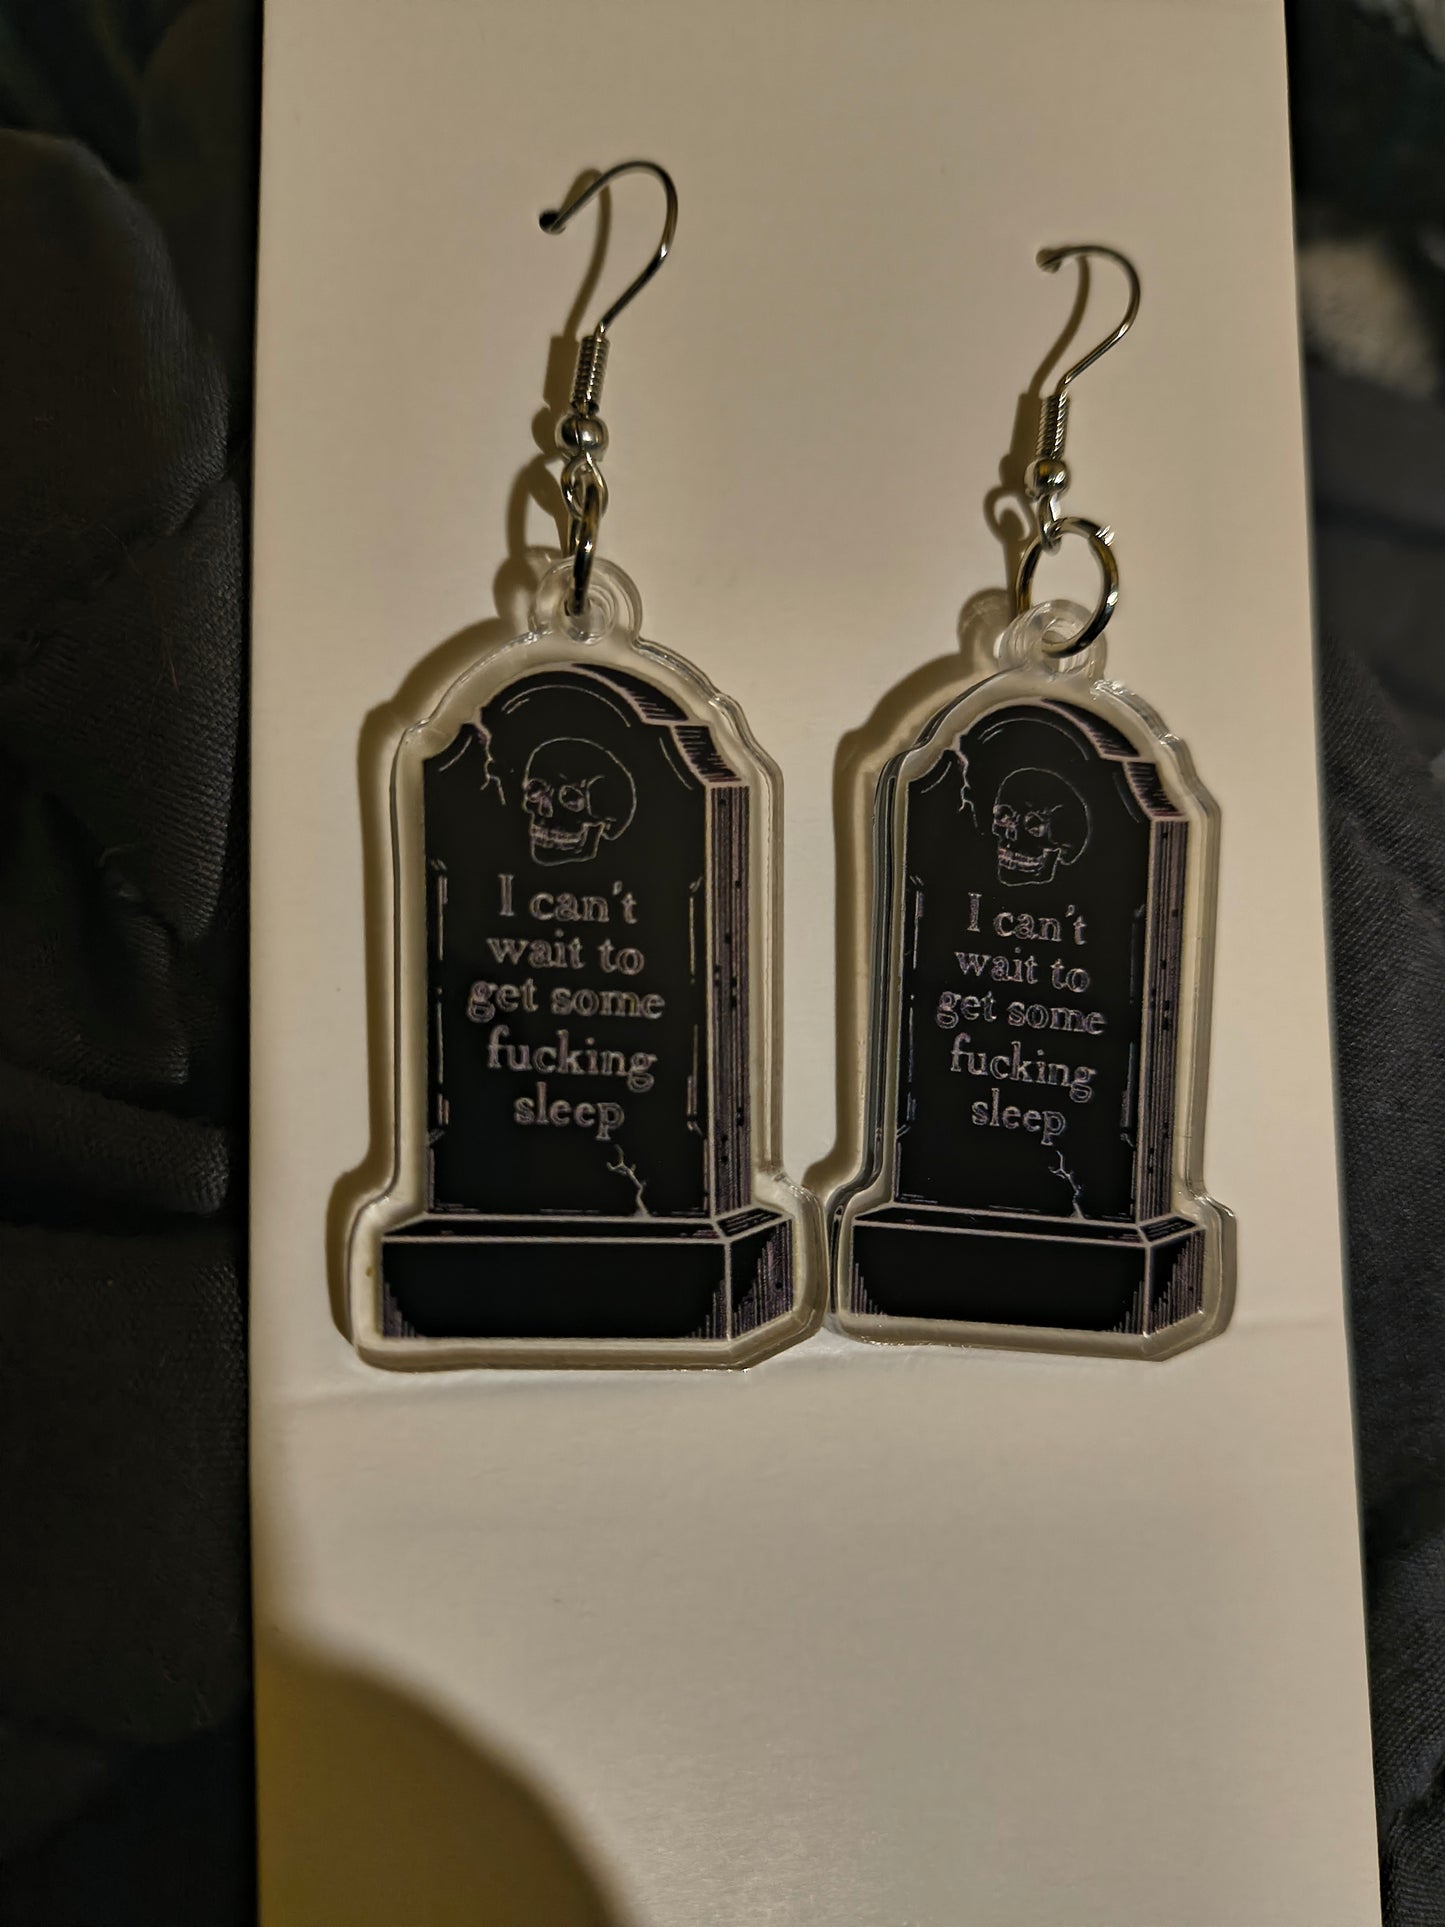 I can't
wait to
get some
fucking
sleep
I can't
wait to
get some
fucking
sleep